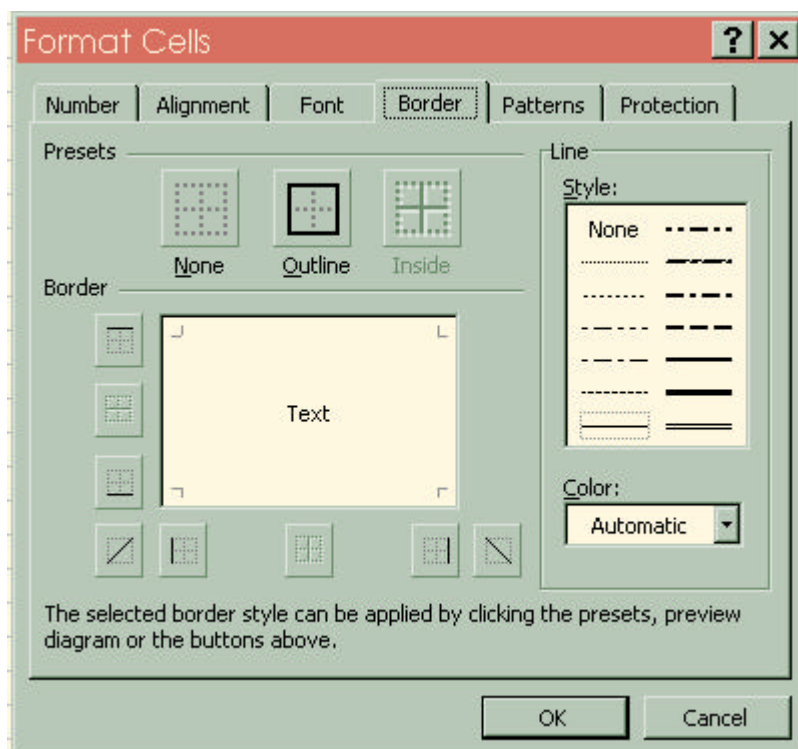 Format Cells
Number Alignment Font Border Patterns Protection
Presets
None Outline Inside
Border
Text
Line
Style:
None
Color:
Automatic
The selected border style can be applied by clicking the presets, preview
diagram or the buttons above.
OK Cancel